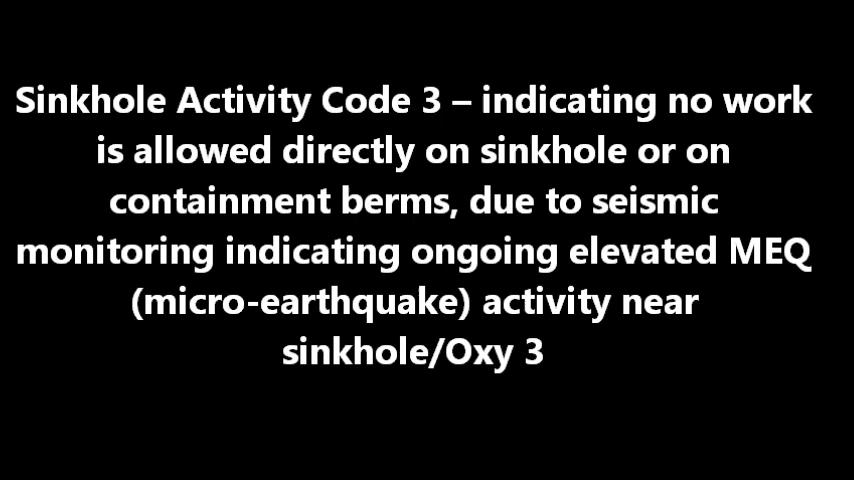 Sinkhole Activity Code 3 – indicating no work
is allowed directly on sinkhole or on
containment berms, due to seismic
monitoring indicating ongoing elevated MEQ
(micro-earthquake) activity near
sinkhole/Oxy 3